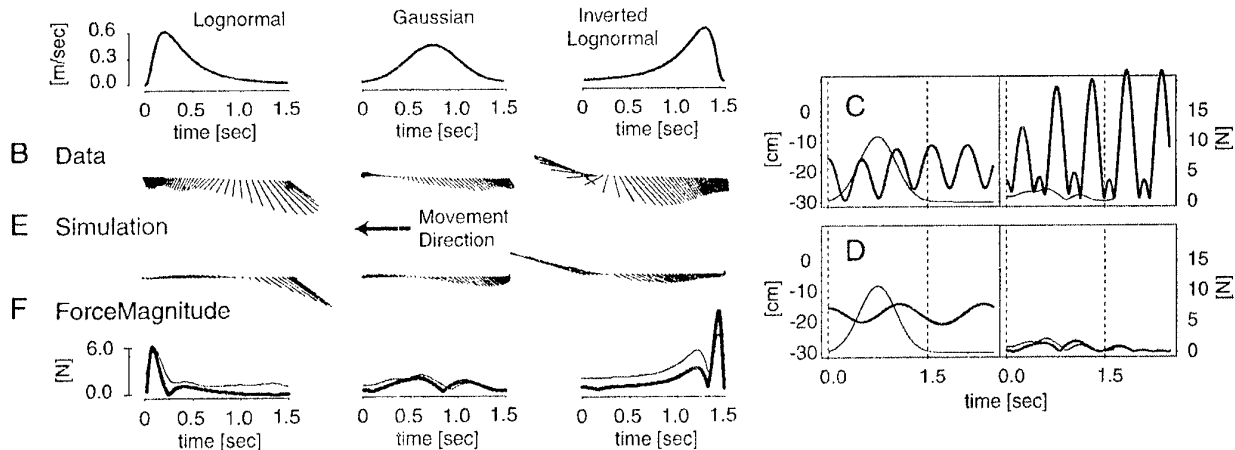 Lognormal
Gaussian
Inverted
Lognormal
[m/sec]
0.6
0.3
0.0
0 0.5 1.0 1.5
time [sec]
0 0.5 1.0 1.5
time [sec]
0 0.5 1.0 1.5
time [sec]
B Data
E Simulation
Movement
Direction
F ForceMagnitude
[N]
6.0
0.0
0 0.5 1.0 1.5
time [sec]
0 0.5 1.0 1.5
time [sec]
0 0.5 1.0 1.5
time [sec]
C
[cm]
0
-10
-20
-30
15
10
5
0
[N]
D
[cm]
0
-10
-20
-30
15
10
5
0
[N]
0.0 1.5 0.0 1.5
time [sec]